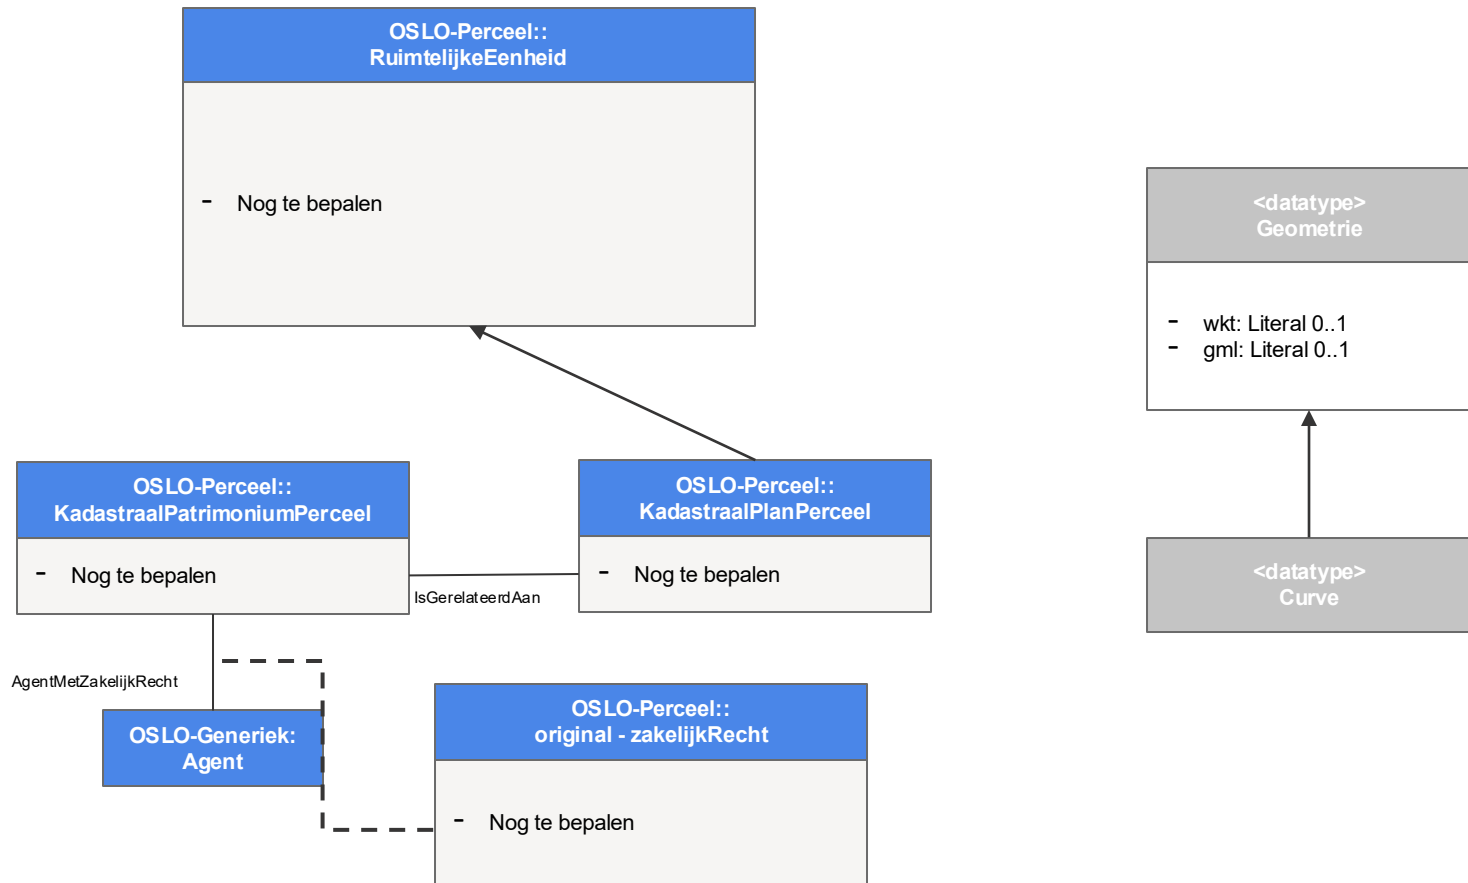 OSLO-Perceel::
RuimtelijkeEenheid
- Nog te bepalen
<datatype>
Geometrie
- wkt: Literal 0..1
- gml: Literal 0..1
OSLO-Perceel::
KadastraalPatrimoniumPerceel
- Nog te bepalen
IsGerelateerdAan
OSLO-Perceel::
KadastraalPlanPerceel
- Nog te bepalen
<datatype>
Curve
AgentMetZakelijkRecht
OSLO-Generiek:
Agent
OSLO-Perceel::
original - zakelijkRecht
- Nog te bepalen